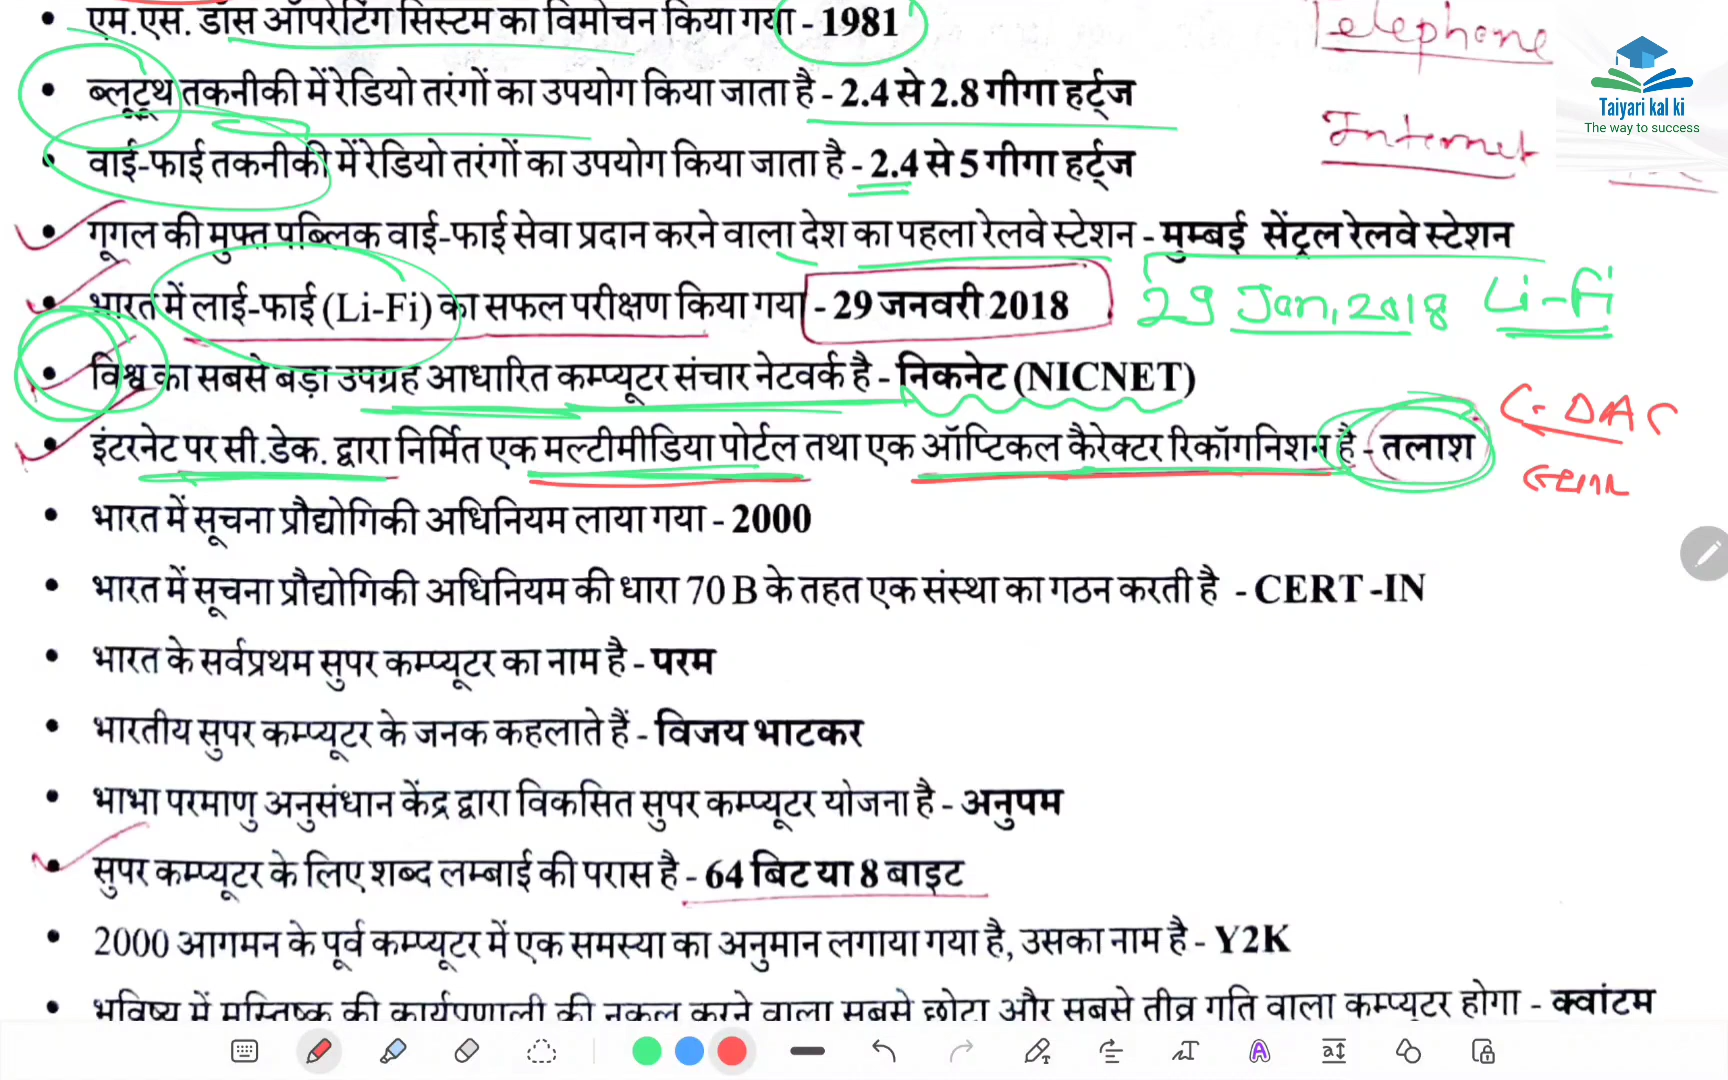 एम.एस. डॉस ऑपरेटिंग सिस्टम का विमोचन किया गया - 1981
Telephone
Taiyari kal ki
The way to success
ब्लूटूथ तकनीकी में रेडियो तरंगों का उपयोग किया जाता है - 2.4 से 2.8 गीगा हर्ट्ज
Internet
वाई-फाई तकनीकी में रेडियो तरंगों का उपयोग किया जाता है - 2.4 से 5 गीगा हर्ट्ज
गूगल की मुफ्त पब्लिक वाई-फाई सेवा प्रदान करने वाला देश का पहला रेलवे स्टेशन - मुम्बई सेंट्रल रेलवे स्टेशन
भारत में लाई-फाई (Li-Fi) का सफल परीक्षण किया गया - 29 जनवरी 2018
29 Jan, 2018 Li-Fi
विश्व का सबसे बड़ा उपग्रह आधारित कम्प्यूटर संचार नेटवर्क है - निकनेट (NICNET)
C-DAC
इंटरनेट पर सी.डेक. द्वारा निर्मित एक मल्टीमीडिया पोर्टल तथा एक ऑप्टिकल कैरेक्टर रिकॉगनिशन है - तलाश
भारत में सूचना प्रौद्योगिकी अधिनियम लाया गया - 2000
भारत में सूचना प्रौद्योगिकी अधिनियम की धारा 70 B के तहत एक संस्था का गठन करती है - CERT -IN
भारत के सर्वप्रथम सुपर कम्प्यूटर का नाम है - परम
भारतीय सुपर कम्प्यूटर के जनक कहलाते हैं - विजय भाटकर
भाभा परमाणु अनुसंधान केंद्र द्वारा विकसित सुपर कम्प्यूटर योजना है - अनुपम
सुपर कम्प्यूटर के लिए शब्द लम्बाई की परास है - 64 बिट या 8 बाइट
2000 आगमन के पूर्व कम्प्यूटर में एक समस्या का अनुमान लगाया गया है, उसका नाम है - Y2K
भविष्य में मस्तिष्क की कार्यप्रणाली की नकल करने वाला सबसे छोटा और सबसे तीव्र गति वाला कम्प्यूटर होगा - क्वांटम